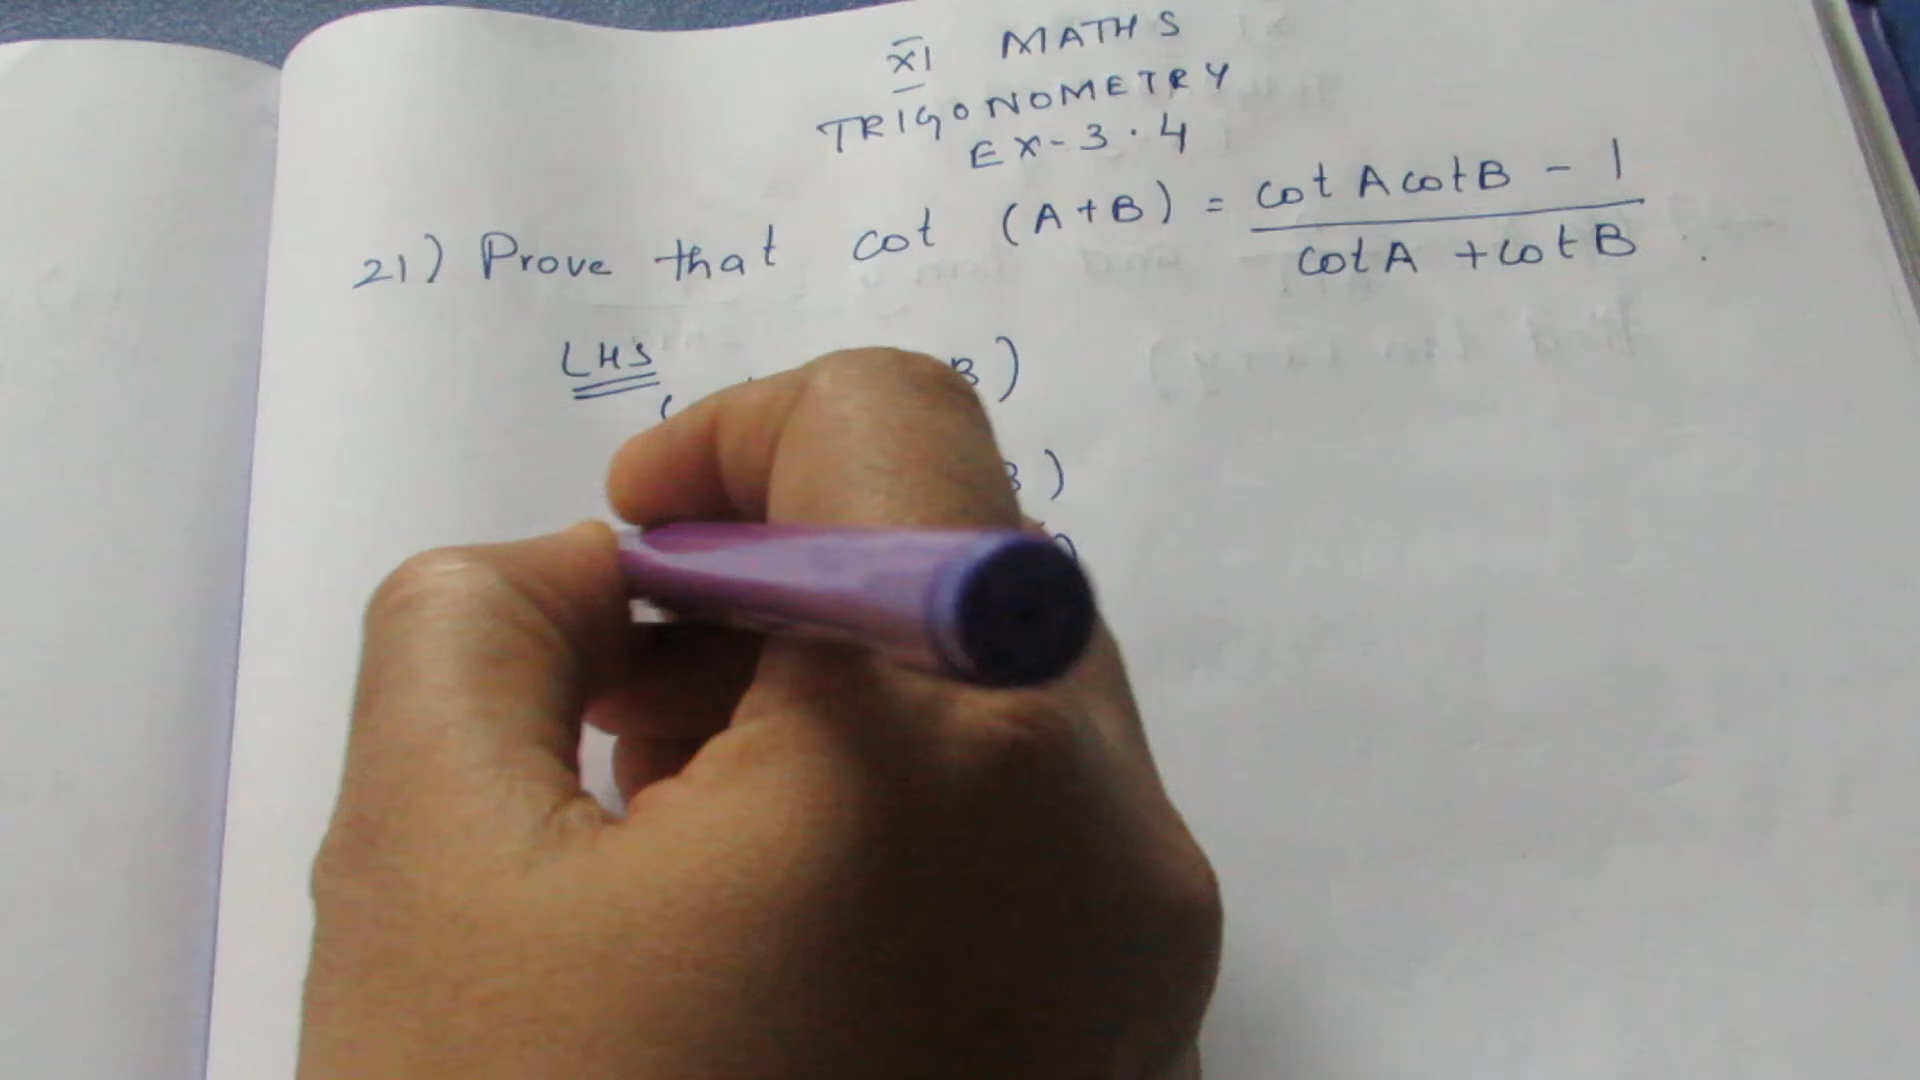 XI MATHS
TRIGONOMETRY
EX-3.4
21) Prove that cot (A+B) = cot A cot B - 1
cot A + cot B .
LHS
B)
B)